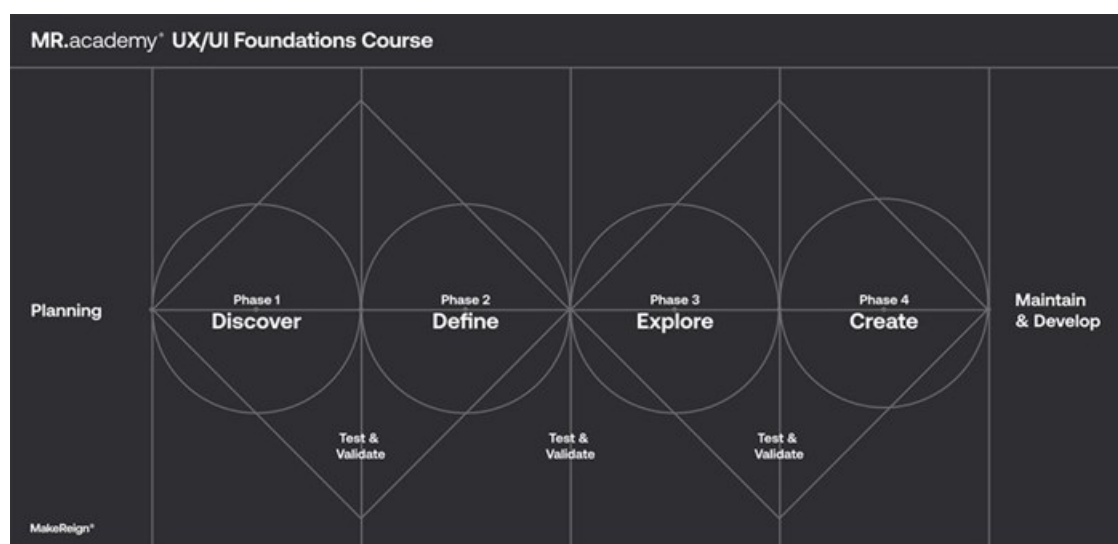 MR.academy° UX/UI Foundations Course
Planning
Phase 1
Discover
Phase 2
Define
Phase 3
Explore
Phase 4
Create
Maintain
& Develop
Test &
Validate
Test &
Validate
Test &
Validate
MakeReign°